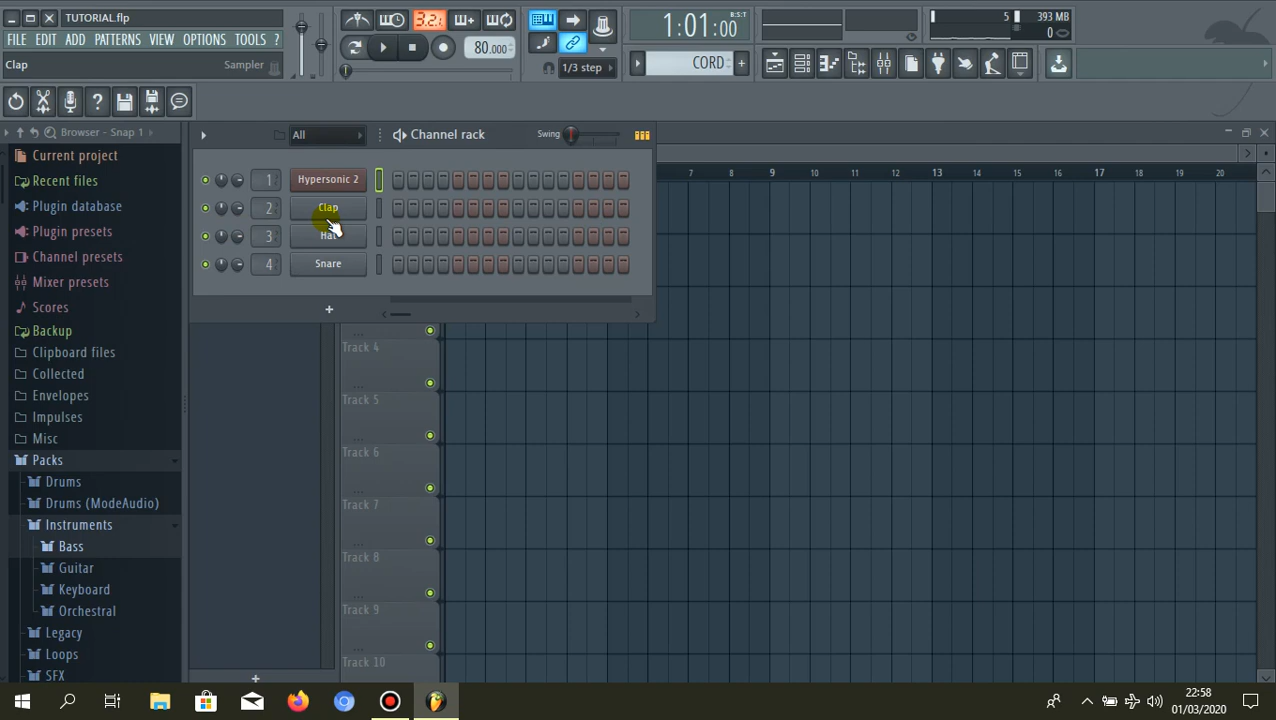 TUTORIAL.flp
FILE EDIT ADD PATTERNS VIEW OPTIONS TOOLS ?
Clap Sampler
3.2.
80.000
1:01:00 B:S:T
5 393 MB
0
1/3 step
CORD
Browser - Snap 1
All
Channel rack
Swing
Current project
Recent files
Plugin database
Plugin presets
Channel presets
Mixer presets
Scores
Backup
Clipboard files
Collected
Envelopes
Impulses
Misc
Packs
Drums
Drums (ModeAudio)
Instruments
Bass
Guitar
Keyboard
Orchestral
Legacy
Loops
SFX
1 Hypersonic 2
2 Clap
3 Hat
4 Snare
7 8 9 10 11 12 13 14 15 16 17 18 19 20
Track 4
Track 5
Track 6
Track 7
Track 8
Track 9
Track 10
22:58
01/03/2020